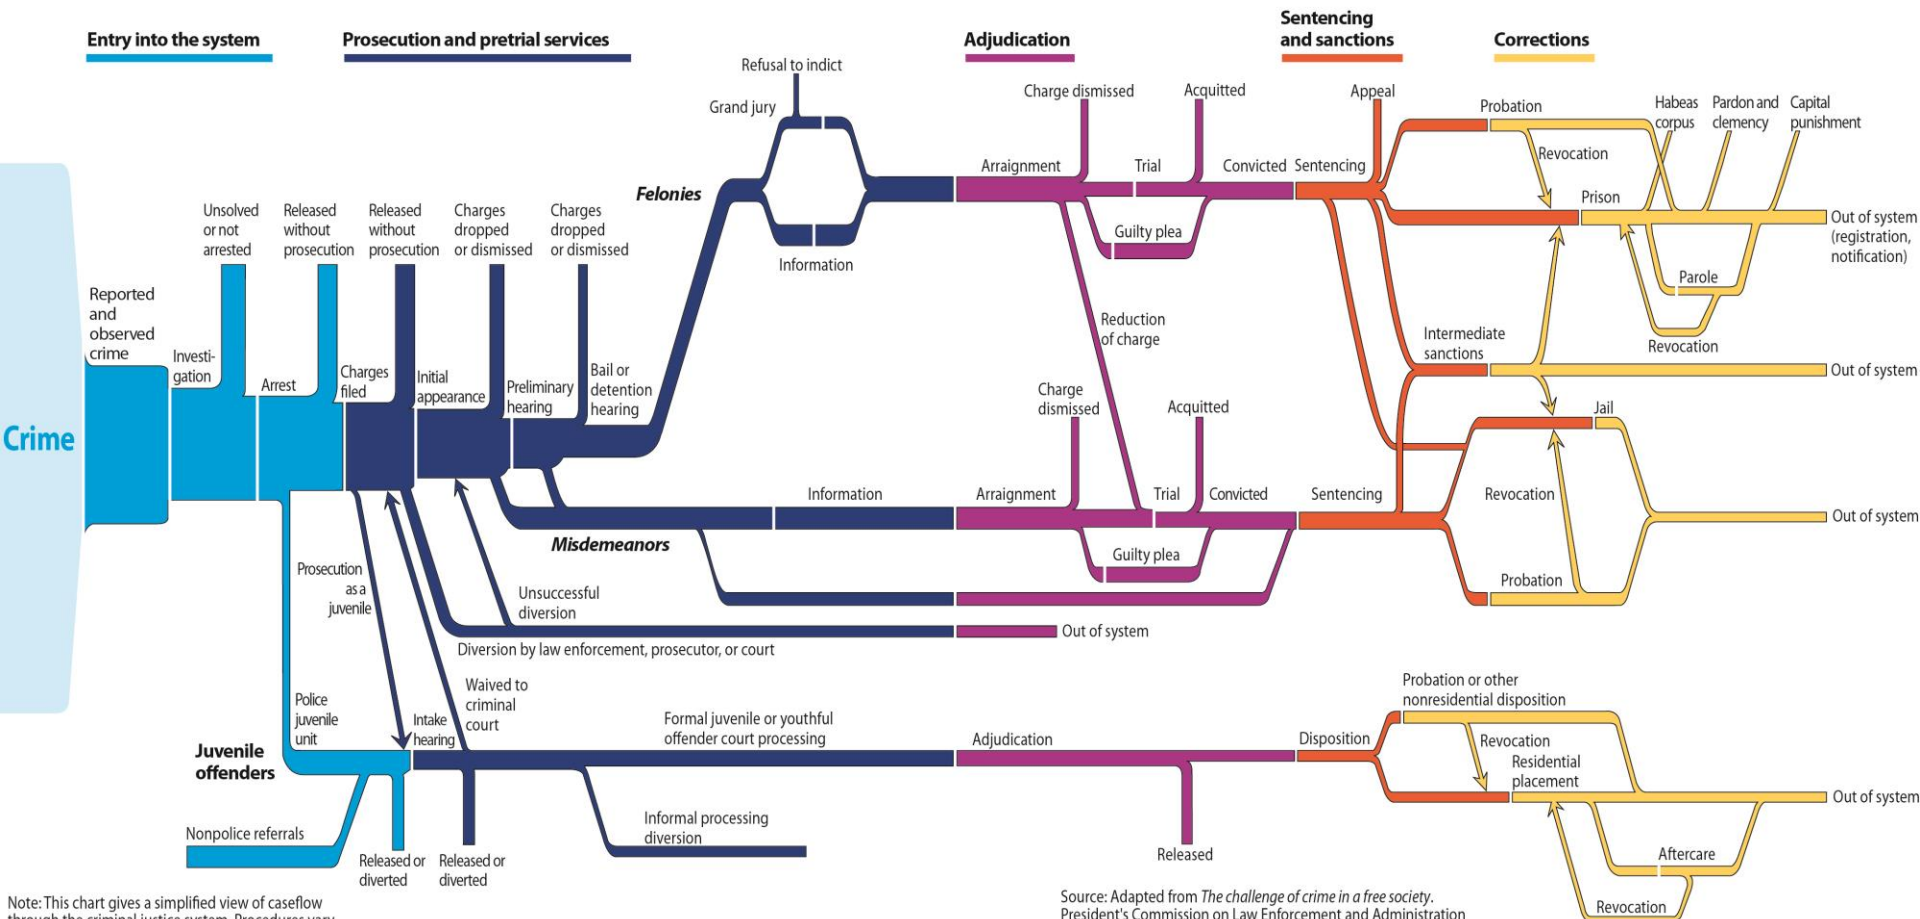 Entry into the system
Prosecution and pretrial services
Adjudication
Sentencing
and sanctions
Corrections
Refusal to indict
Grand jury
Charge dismissed
Acquitted
Appeal
Probation
Habeas
corpus
Pardon and
clemency
Capital
punishment
Revocation
Arraignment
Trial
Convicted
Sentencing
Felonies
Prison
Unsolved
or not
arrested
Released
without
prosecution
Released
without
prosecution
Charges
dropped
or dismissed
Charges
dropped
or dismissed
Guilty plea
Information
Out of system
(registration,
notification)
Parole
Reported
and
observed
crime
Reduction
of charge
Intermediate
sanctions
Revocation
Investi-
gation
Arrest
Charges
filed
Initial
appearance
Preliminary
hearing
Bail or
detention
hearing
Out of system
Charge
dismissed
Acquitted
Jail
Crime
Information
Arraignment
Trial
Convicted
Sentencing
Revocation
Out of system
Misdemeanors
Guilty plea
Prosecution
as a
juvenile
Unsuccessful
diversion
Probation
Out of system
Diversion by law enforcement, prosecutor, or court
Police
juvenile
unit
Waived to
criminal
court
Intake
hearing
Formal juvenile or youthful
offender court processing
Adjudication
Disposition
Probation or other
nonresidential disposition
Revocation
Residential
placement
Juvenile
offenders
Out of system
Nonpolice referrals
Released or
diverted
Released or
diverted
Informal processing
diversion
Released
Aftercare
Revocation
Note: This chart gives a simplified view of caseflow
through the criminal justice system. Procedures vary
Source: Adapted from The challenge of crime in a free society.
President's Commission on Law Enforcement and Administration